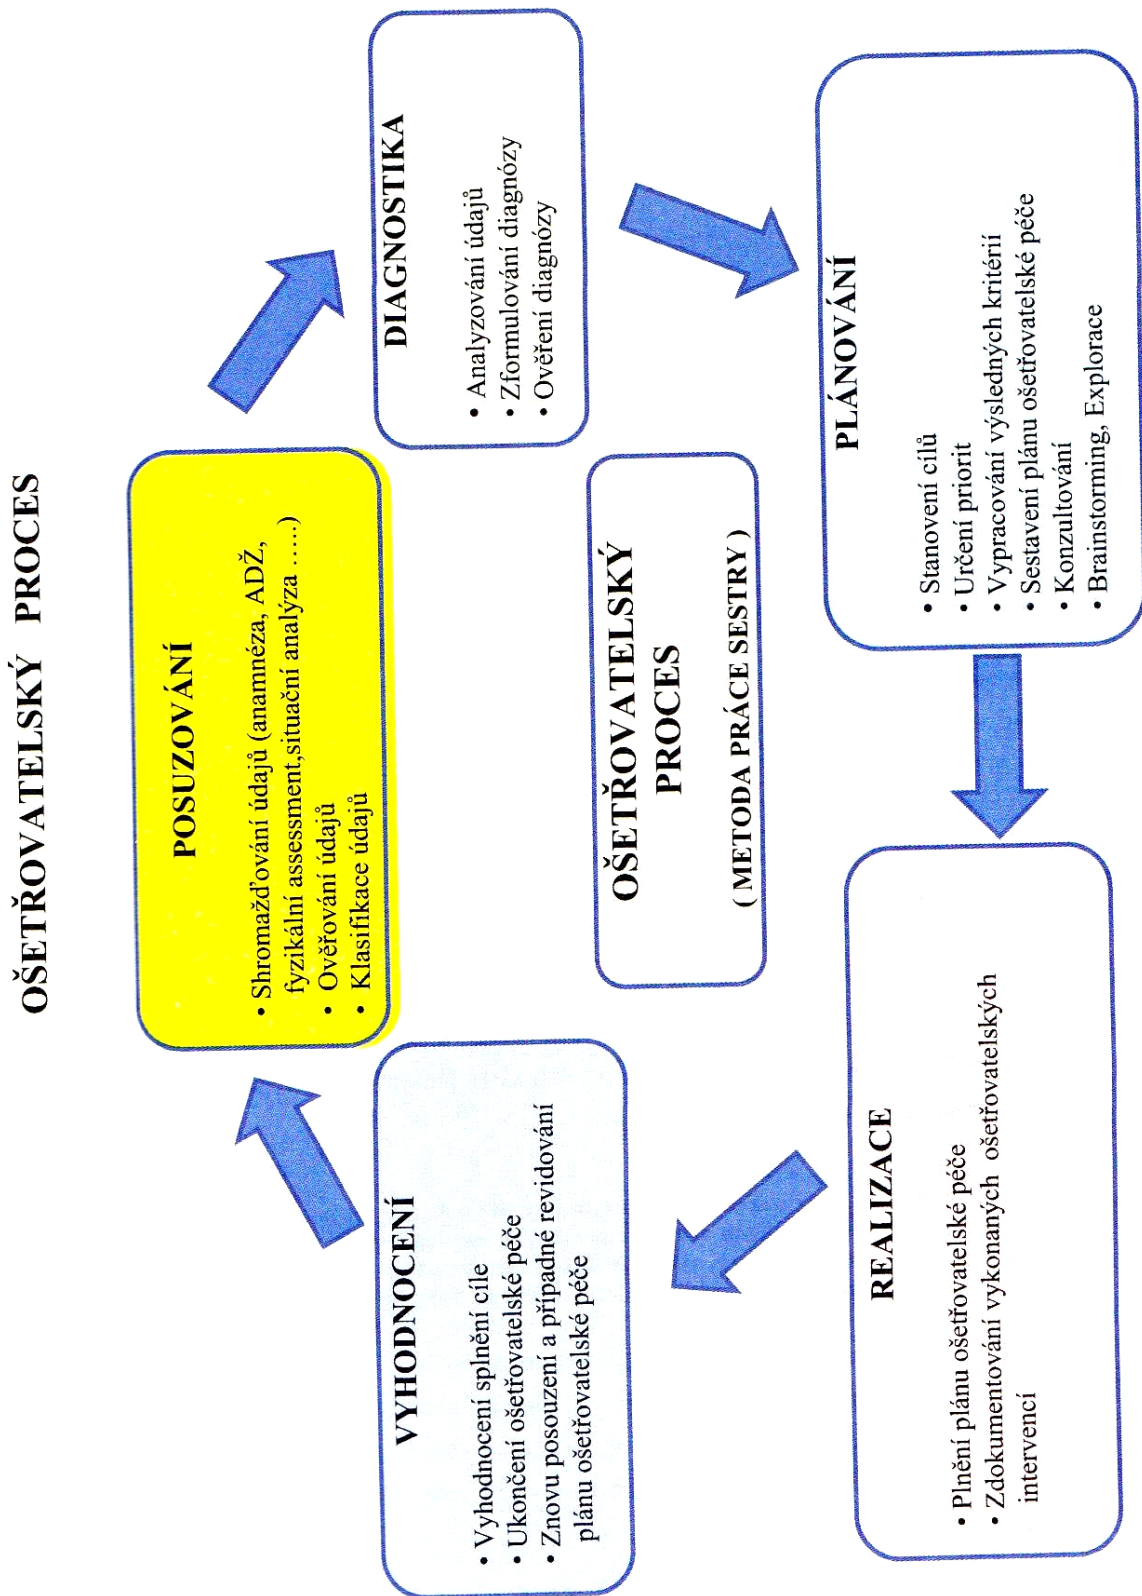 OŠETŘOVATELSKÝ PROCES
POSUZOVÁNÍ
• Shromažďování údajů (anamnéza, ADŽ,
fyzikální assessment,situační analýza …..)
• Ověřování údajů
• Klasifikace údajů
DIAGNOSTIKA
• Analyzování údajů
• Zformulování diagnózy
• Ověření diagnózy
PLÁNOVÁNÍ
• Stanovení cílů
• Určení priorit
• Vypracování výsledných kritérií
• Sestavení plánu ošetřovatelské péče
• Konzultování
• Brainstorming, Explorace
REALIZACE
• Plnění plánu ošetřovatelské péče
• Zdokumentování vykonaných ošetřovatelských
intervencí
VYHODNOCENÍ
• Vyhodnocení splnění cíle
• Ukončení ošetřovatelské péče
• Znovu posouzení a případné revidování
plánu ošetřovatelské péče
OŠETŘOVATELSKÝ
PROCES
( METODA PRÁCE SESTRY )